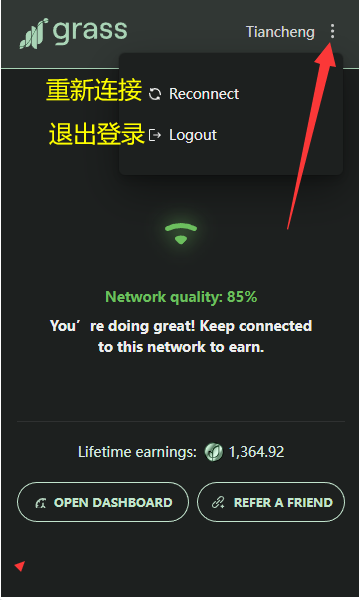 grass
Tiancheng
重新连接 Reconnect
退出登录 Logout
Network quality: 85%
You're doing great! Keep connected
to this network to earn.
Lifetime earnings: 1,364.92
OPEN DASHBOARD
REFER A FRIEND